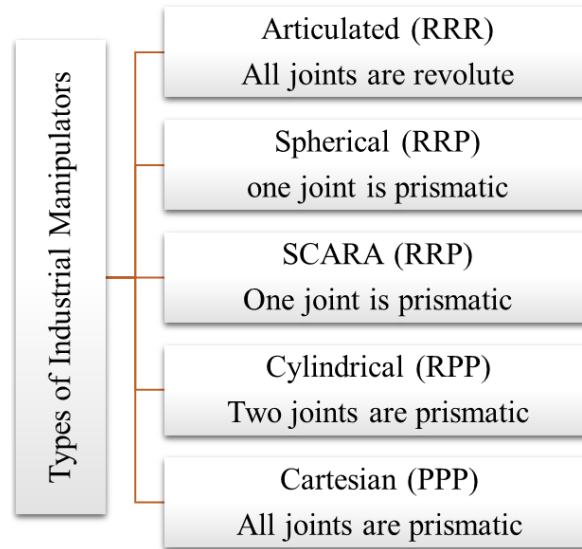 Types of Industrial Manipulators
Articulated (RRR)
All joints are revolute
Spherical (RRP)
one joint is prismatic
SCARA (RRP)
One joint is prismatic
Cylindrical (RPP)
Two joints are prismatic
Cartesian (PPP)
All joints are prismatic